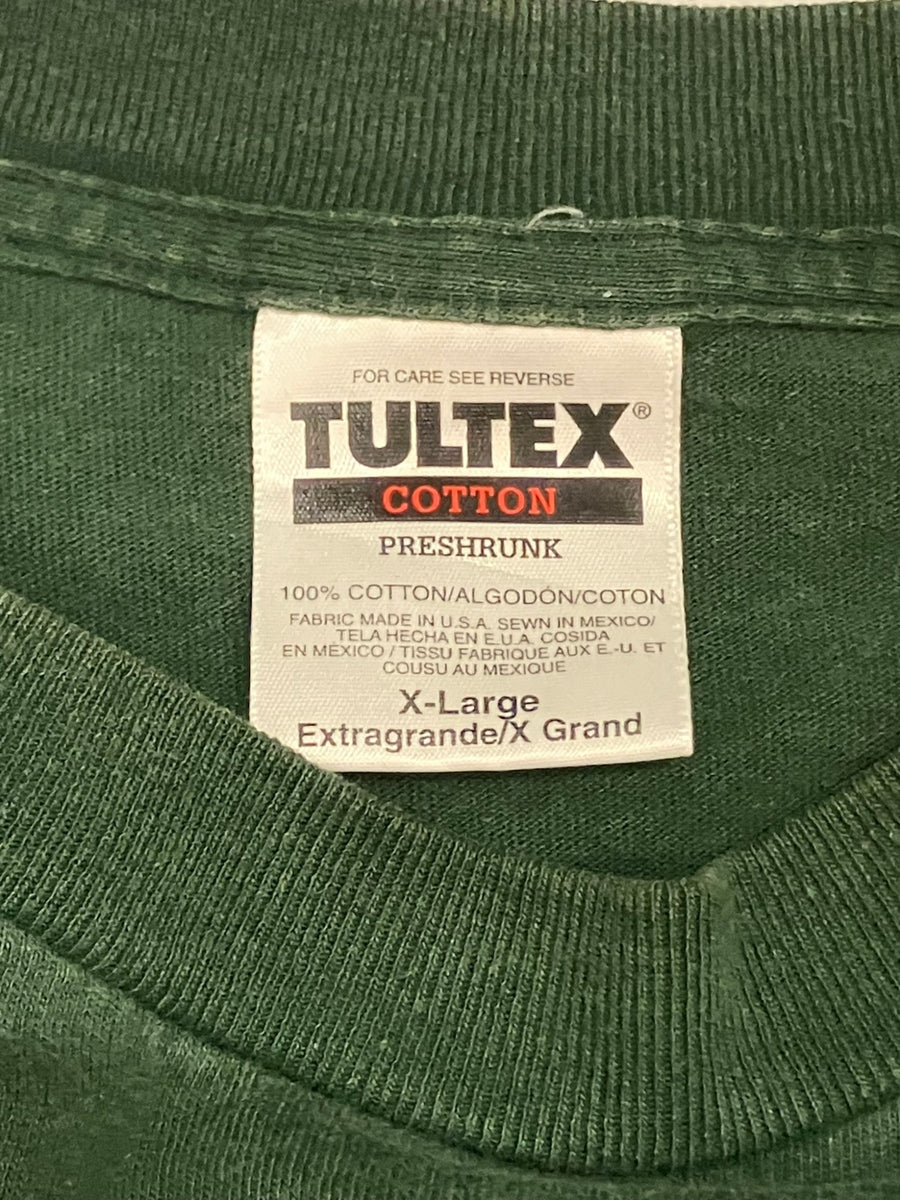 FOR CARE SEE REVERSE
TULTEX®
COTTON
PRESHRUNK
100% COTTON/ALGODÓN/COTON
FABRIC MADE IN U.S.A. SEWN IN MEXICO/
TELA HECHA EN E.U.A. COSIDA
EN MÉXICO / TISSU FABRIQUE AUX E.-U. ET
COUSU AU MEXIQUE
X-Large
Extragrande/X Grand